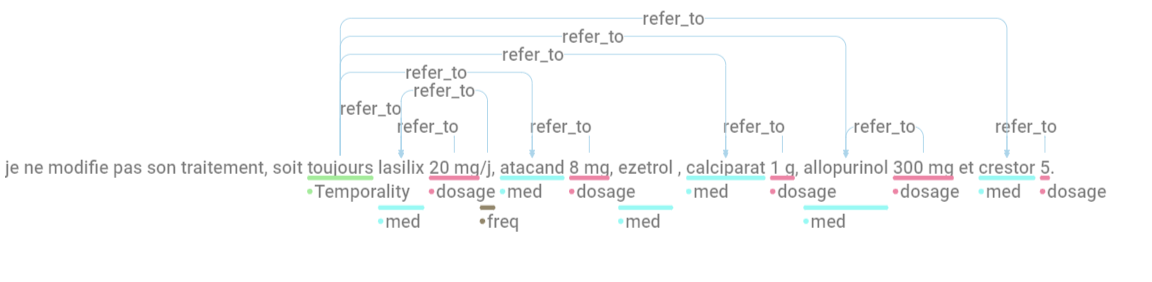 refer_to
refer_to
refer_to
refer_to
refer_to
refer_to
refer_to refer_to refer_to refer_to refer_to
je ne modifie pas son traitement, soit toujours lasilix 20 mg/j, atacand 8 mg, ezetrol , calciparat 1 g, allopurinol 300 mg et crestor 5.
Temporality dosage med dosage med dosage dosage med dosage
med freq med med